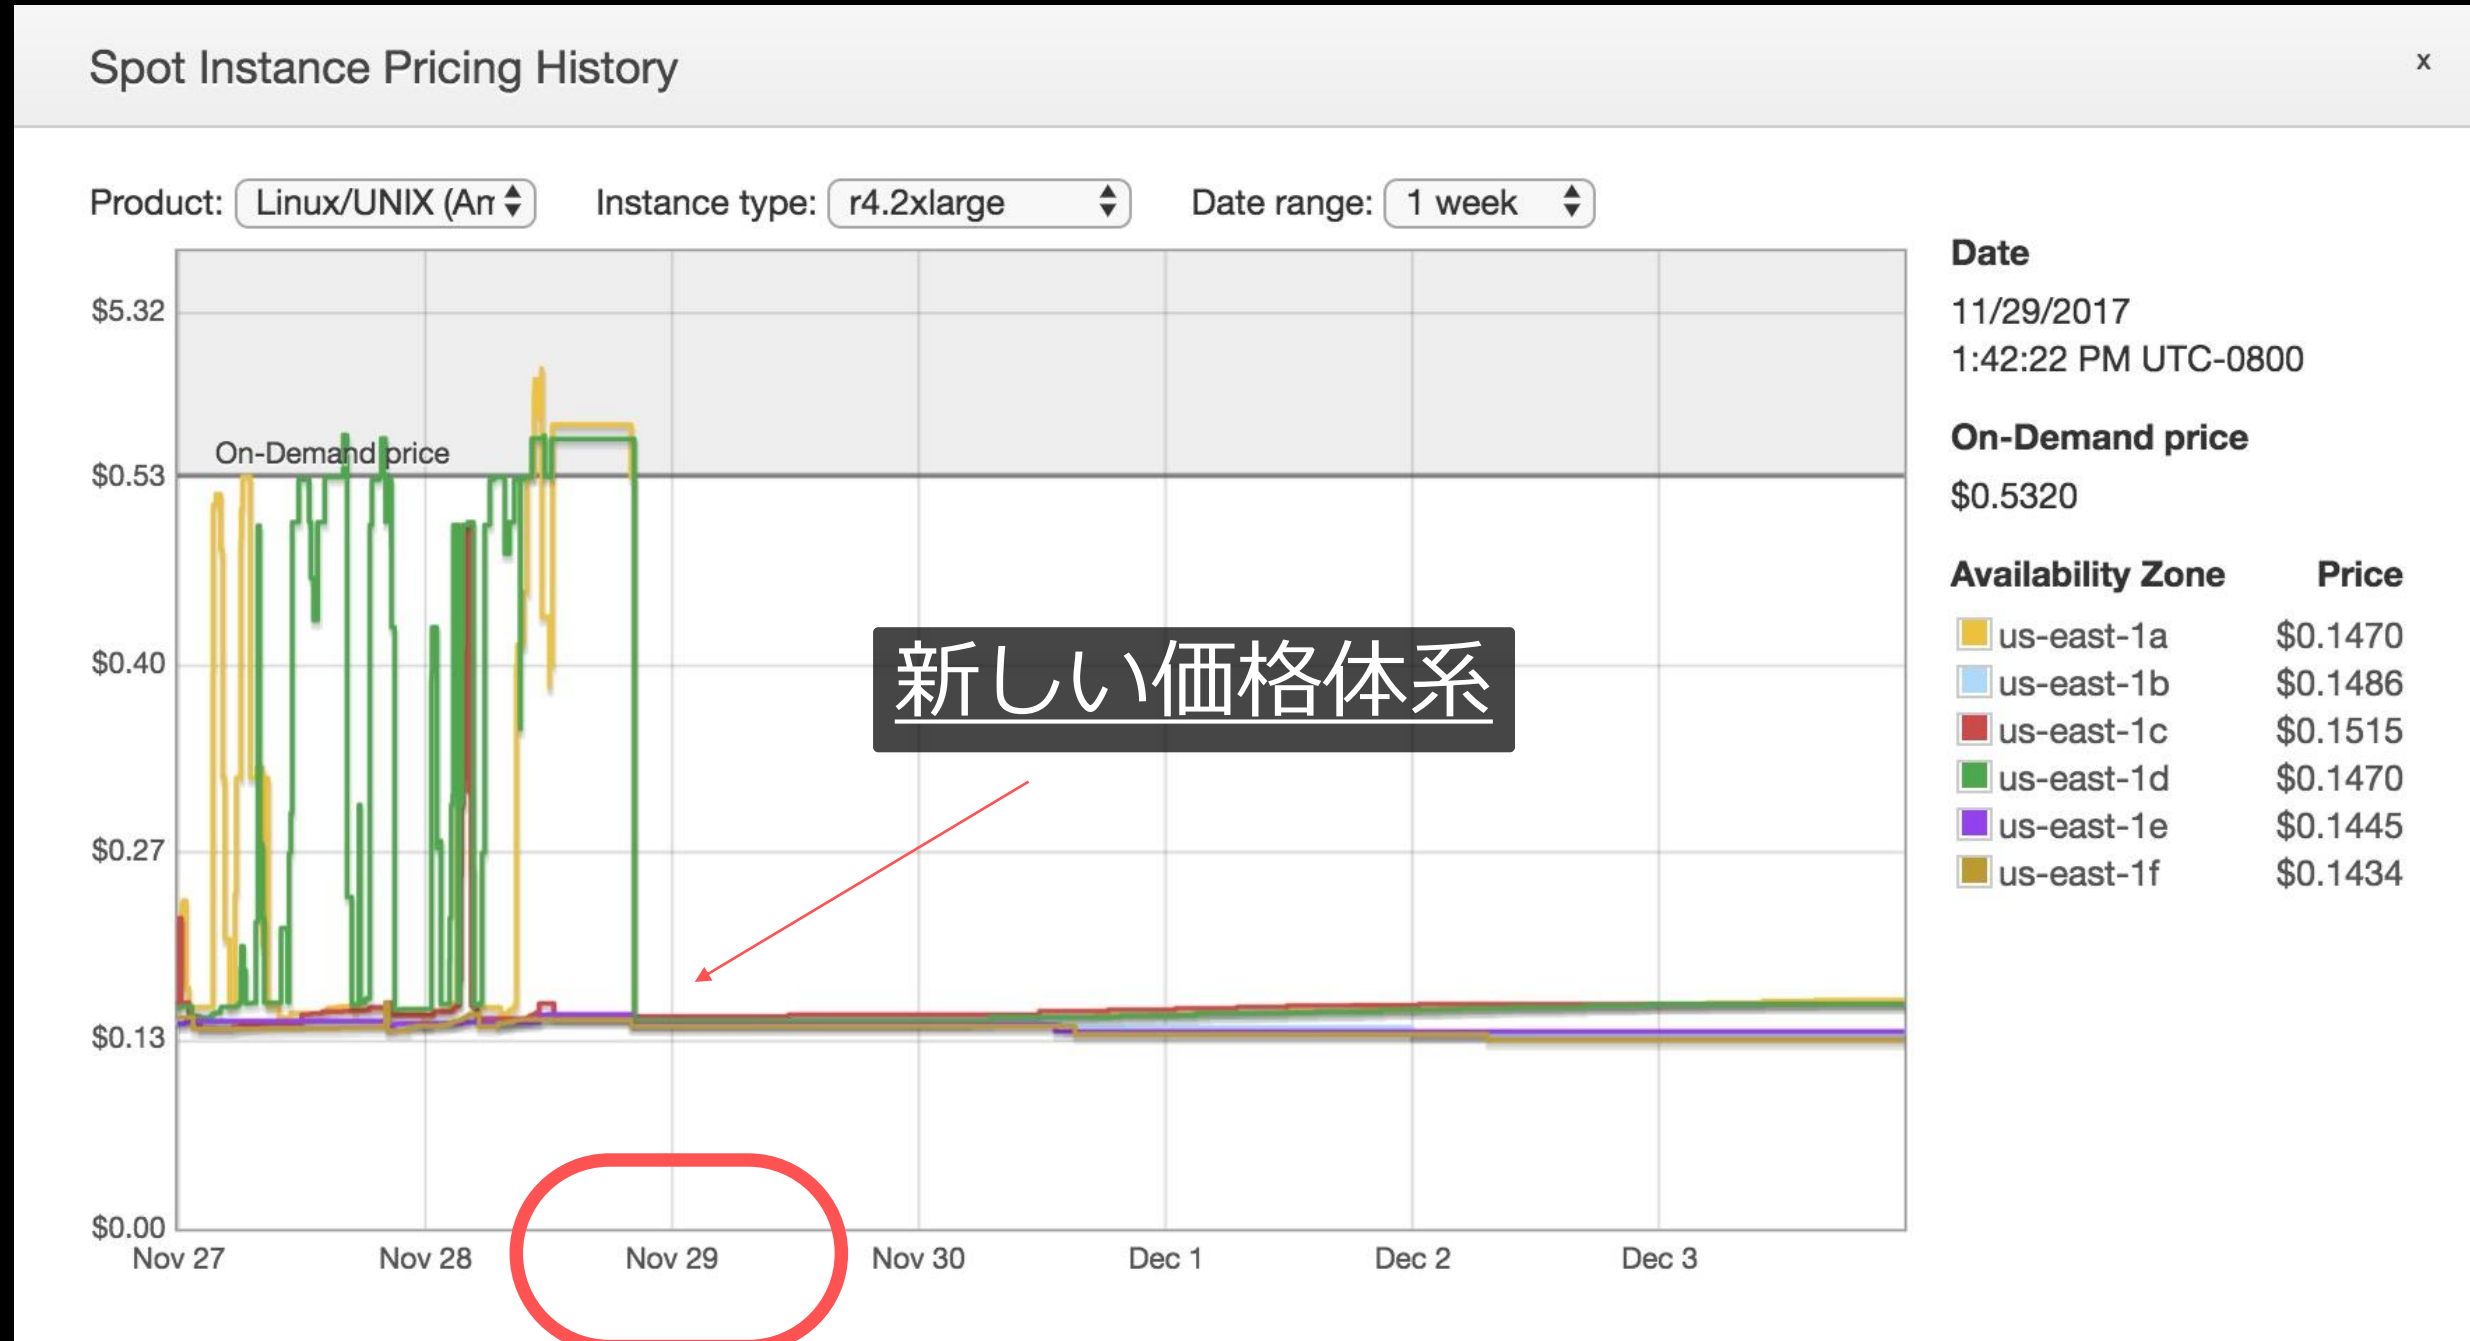 Spot Instance Pricing History
x
Product: Linux/UNIX (Am
Instance type: r4.2xlarge
Date range: 1 week
$5.32
$0.53
$0.40
$0.27
$0.13
$0.00
On-Demand price
新しい価格体系
Nov 27
Nov 28
Nov 29
Nov 30
Dec 1
Dec 2
Dec 3
Date
11/29/2017
1:42:22 PM UTC-0800
On-Demand price
$0.5320
Availability Zone Price
us-east-1a $0.1470
us-east-1b $0.1486
us-east-1c $0.1515
us-east-1d $0.1470
us-east-1e $0.1445
us-east-1f $0.1434